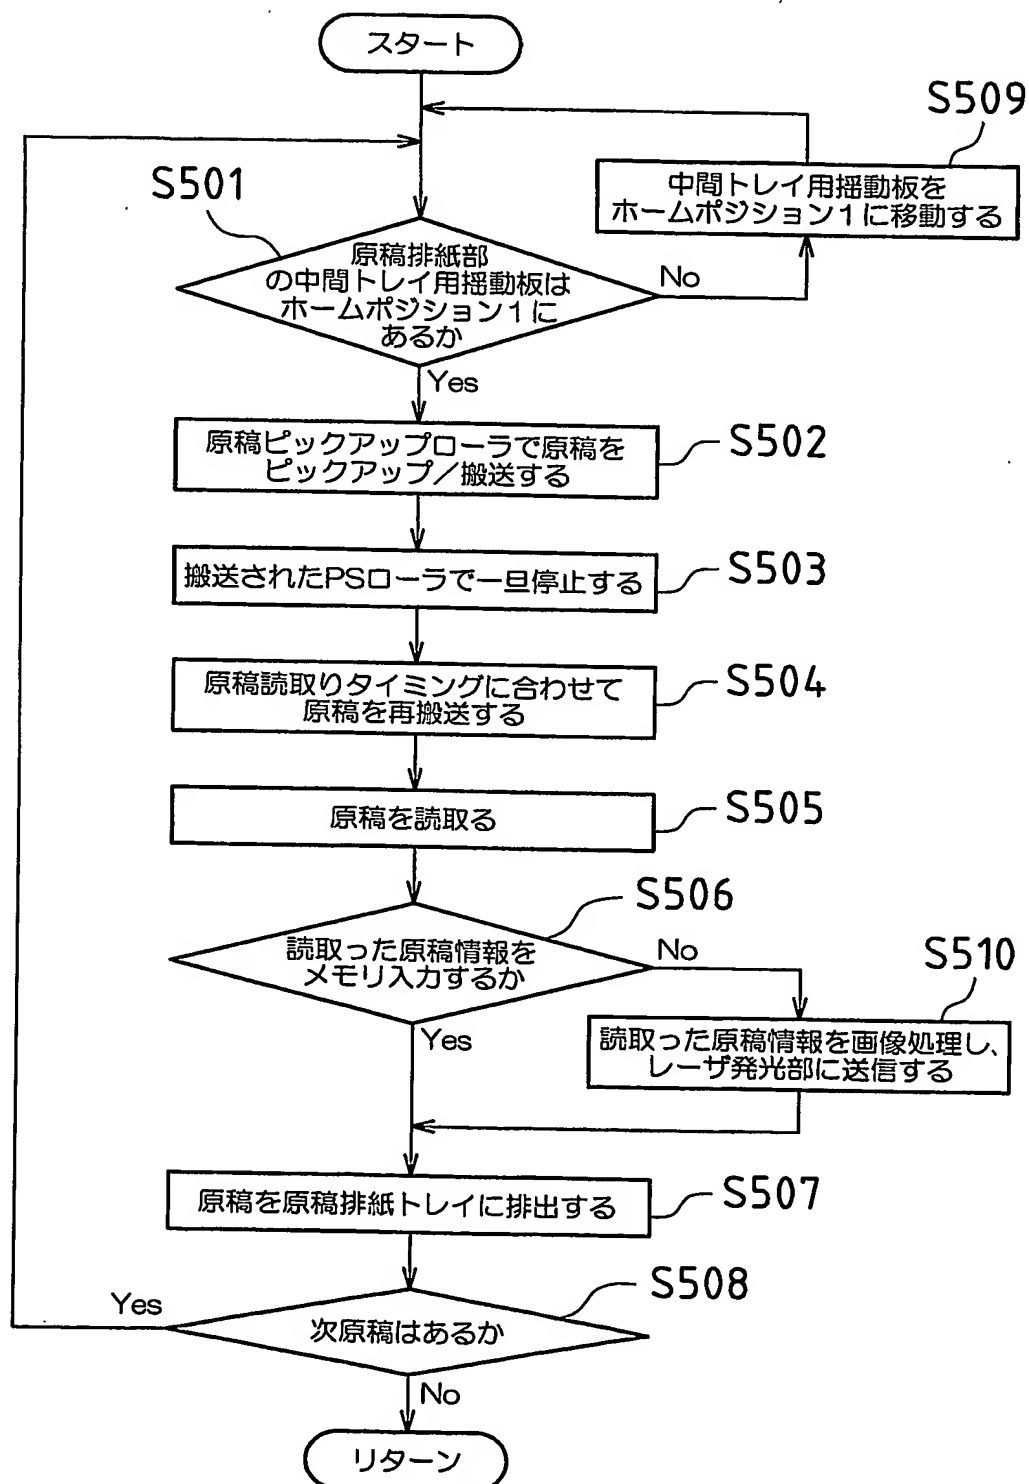 スタート
S509
中間トレイ用揺動板を
ホームポジション1に移動する
S501
原稿排紙部
の中間トレイ用揺動板は
ホームポジション1に
あるか
No
Yes
原稿ピックアップローラで原稿を
ピックアップ/搬送する
S502
搬送されたPSローラで一旦停止する
S503
原稿読取りタイミングに合わせて
原稿を再搬送する
S504
原稿を読取る
S505
S506
読取った原稿情報を
メモリ入力するか
No
Yes
S510
読取った原稿情報を画像処理し、
レーザ発光部に送信する
原稿を原稿排紙トレイに排出する
S507
S508
次原稿はあるか
Yes
No
リターン